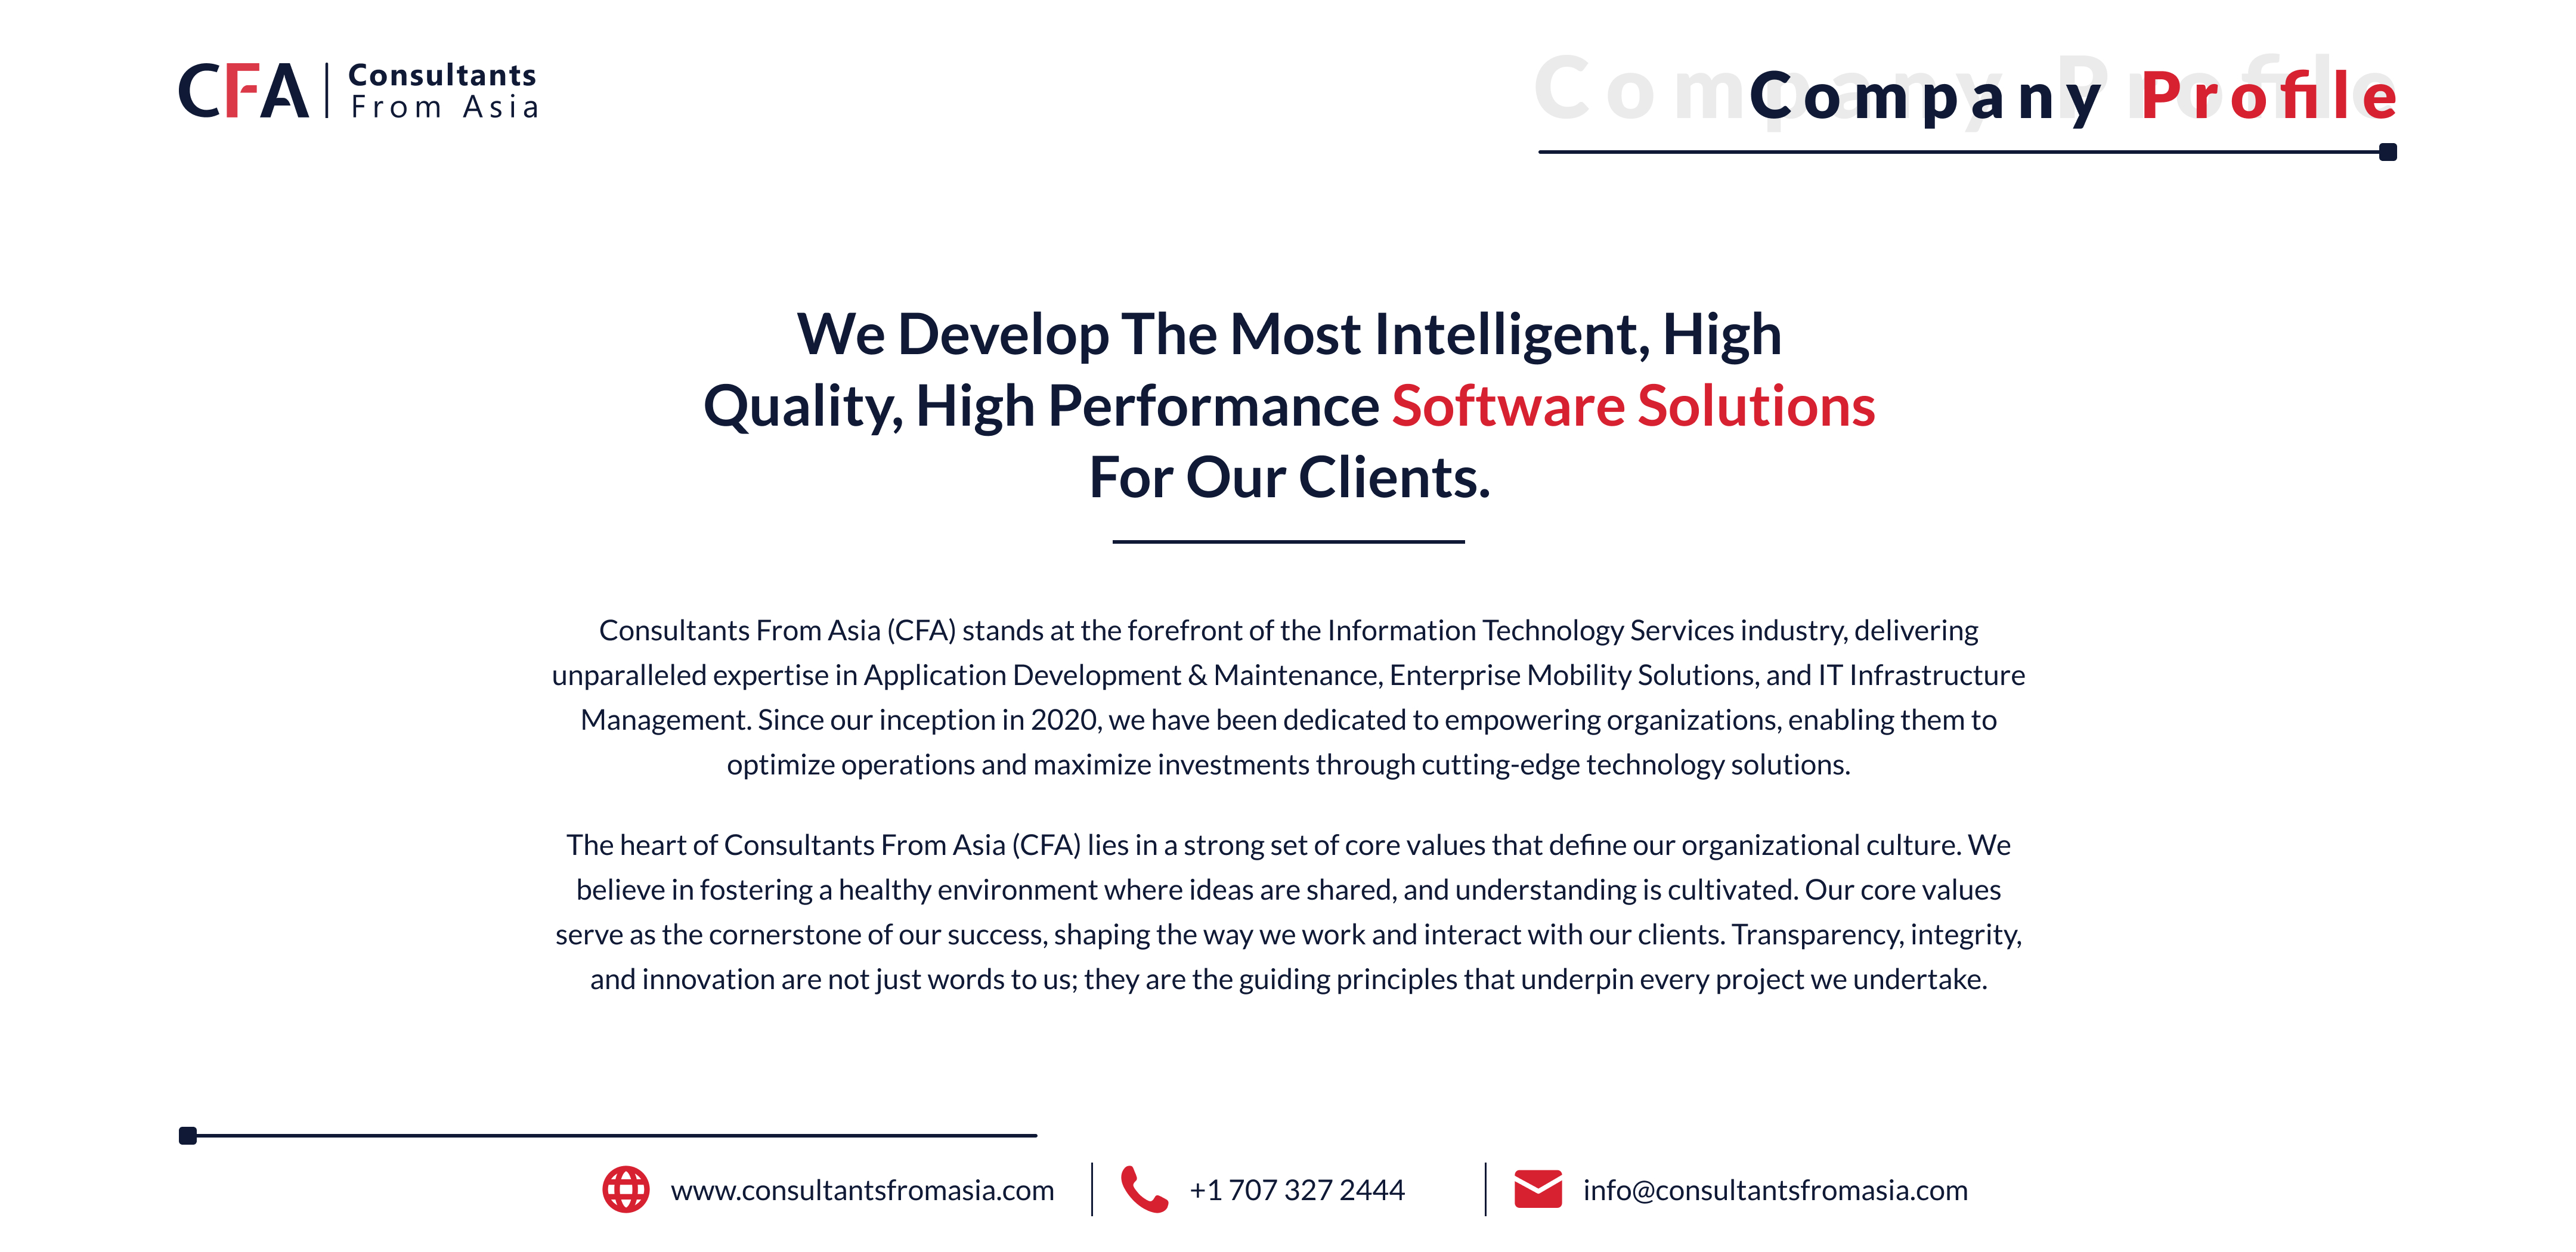 CFA
Consultants
From Asia
Company Profile
Company Profile
We Develop The Most Intelligent, High
Quality, High Performance Software Solutions
For Our Clients.
Consultants From Asia (CFA) stands at the forefront of the Information Technology Services industry, delivering
unparalleled expertise in Application Development & Maintenance, Enterprise Mobility Solutions, and IT Infrastructure
Management. Since our inception in 2020, we have been dedicated to empowering organizations, enabling them to
optimize operations and maximize investments through cutting-edge technology solutions.
The heart of Consultants From Asia (CFA) lies in a strong set of core values that define our organizational culture. We
believe in fostering a healthy environment where ideas are shared, and understanding is cultivated. Our core values
serve as the cornerstone of our success, shaping the way we work and interact with our clients. Transparency, integrity,
and innovation are not just words to us; they are the guiding principles that underpin every project we undertake.
www.consultantsfromasia.com
+1 707 327 2444
info@consultantsfromasia.com